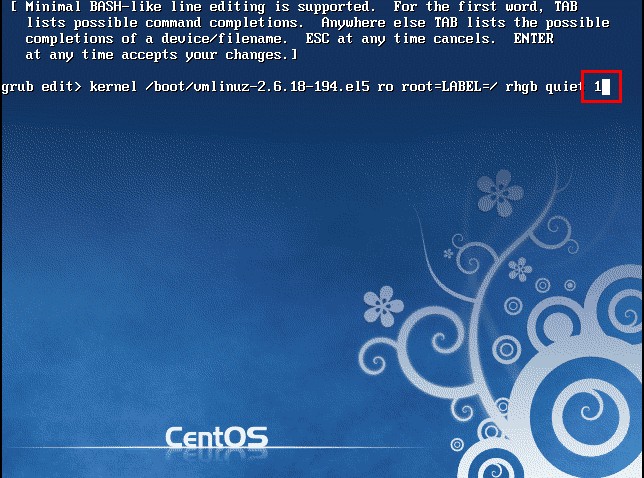 [ Minimal BASH-like line editing is supported.  For the first word, TAB
lists possible command completions.  Anywhere else TAB lists the possible
completions of a device/filename.  ESC at any time cancels.  ENTER
at any time accepts your changes.]
grub edit> kernel /boot/vmlinuz-2.6.18-194.el5 ro root=LABEL=/ rhgb quiet 1
CentOS